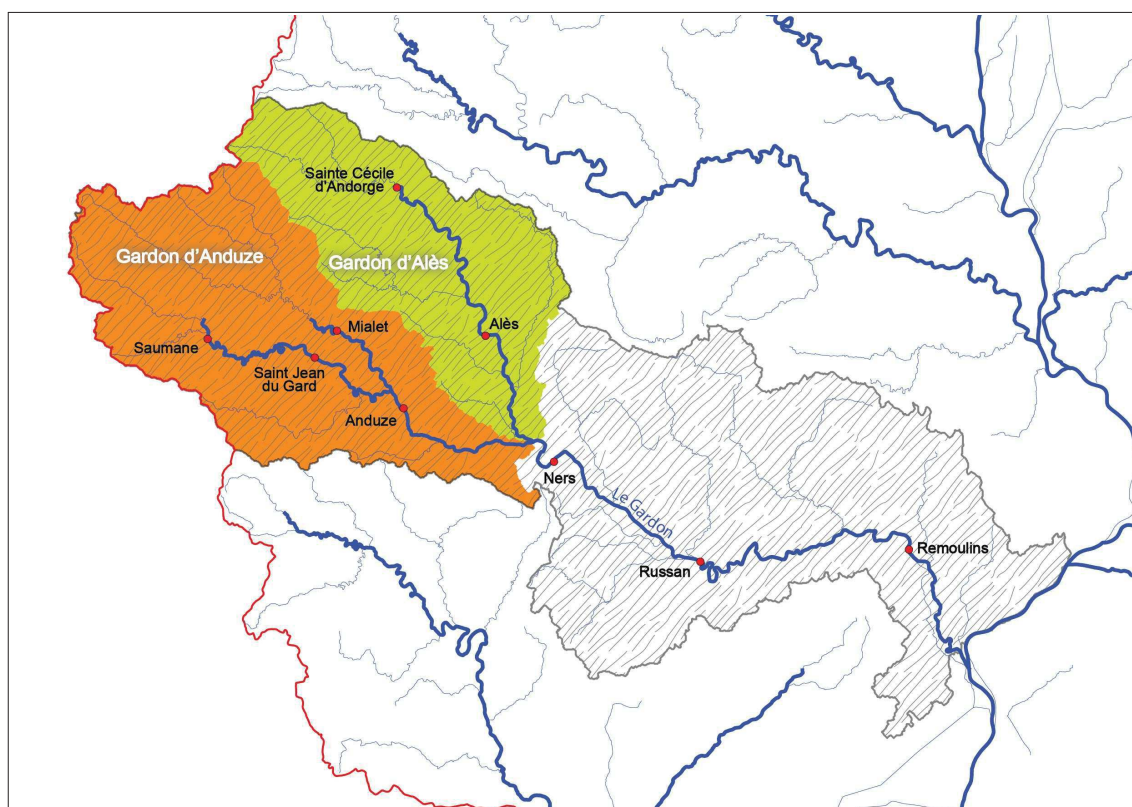 Sainte Cécile
d'Andorge
Gardon d'Anduze
Gardon d'Alès
Mialet
Alès
Saumane
Saint Jean
du Gard
Anduze
Ners
Le Gardon
Russan
Remoulins